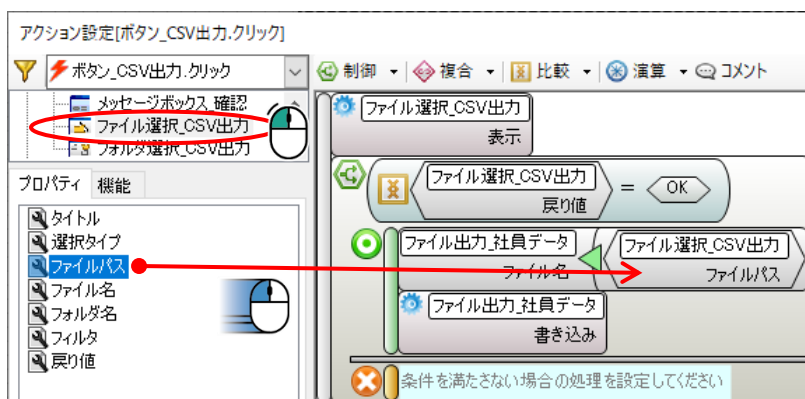 アクション設定[ボタン_CSV出力.クリック]
ボタン_CSV出力.クリック
制御 複合 比較 演算 コメント
メッセージボックス_確認
ファイル選択_CSV出力
フォルダ選択_CSV出力
プロパティ 機能
タイトル
選択タイプ
ファイルパス
ファイル名
フォルダ名
フィルタ
戻り値
ファイル選択_CSV出力
表示
ファイル選択_CSV出力
戻り値
= OK
ファイル出力_社員データ
ファイル名
ファイル選択_CSV出力
ファイルパス
ファイル出力_社員データ
書き込み
条件を満たさない場合の処理を設定してください